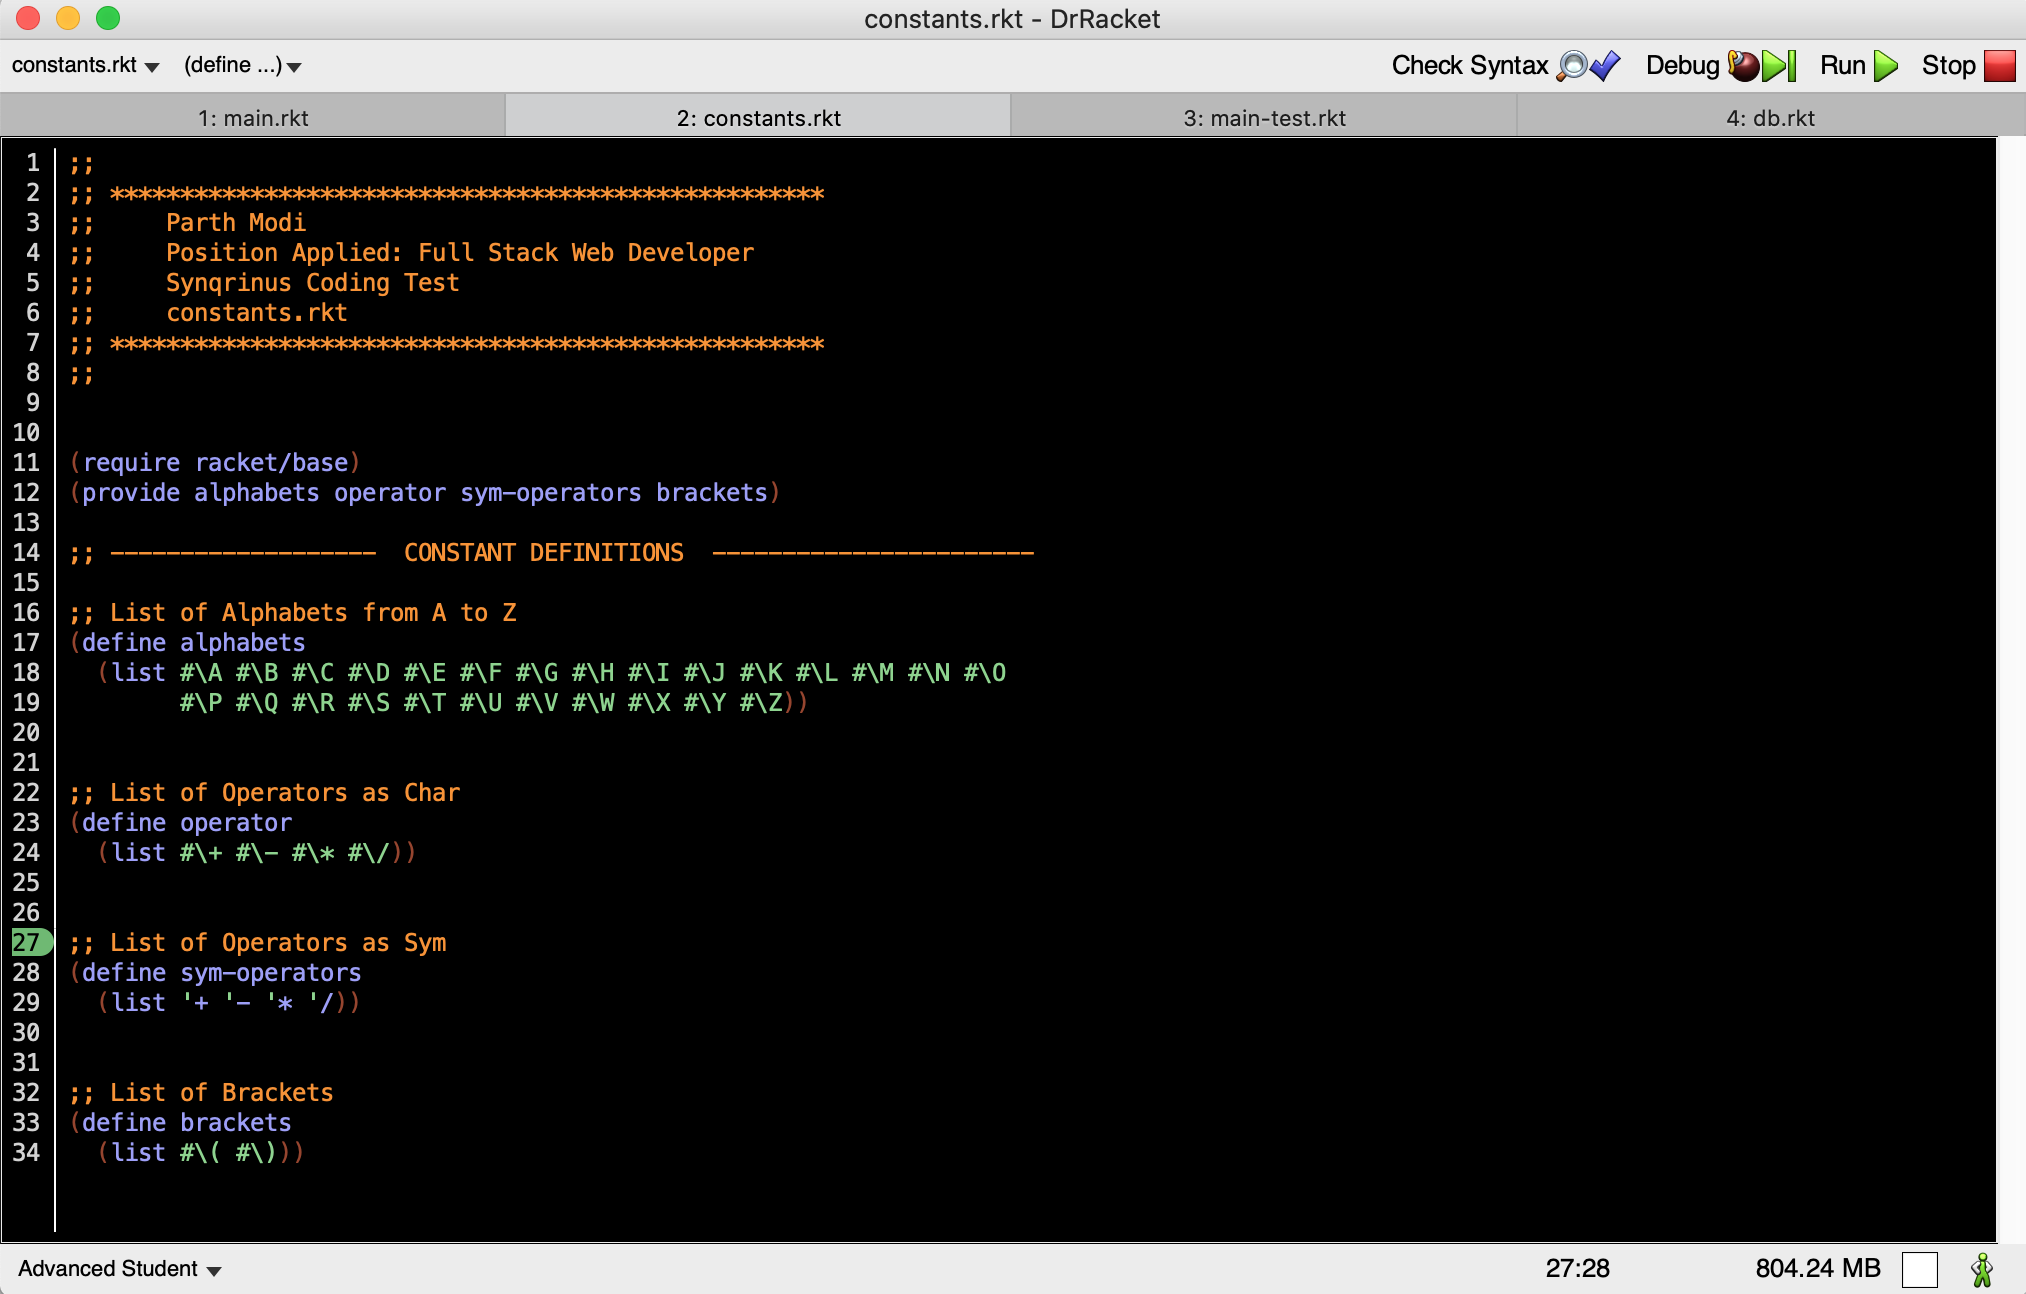 constants.rkt - DrRacket
constants.rkt (define ...) Check Syntax Debug Run Stop
1: main.rkt 2: constants.rkt 3: main-test.rkt 4: db.rkt
1 ;;
2 ;; ***************************************************
3 ;; Parth Modi
4 ;; Position Applied: Full Stack Web Developer
5 ;; Synqrinus Coding Test
6 ;; constants.rkt
7 ;; ***************************************************
8 ;;
9
10
11 (require racket/base)
12 (provide alphabets operator sym-operators brackets)
13
14 ;; ------------------- CONSTANT DEFINITIONS -----------------------
15
16 ;; List of Alphabets from A to Z
17 (define alphabets
18 (list #\A #\B #\C #\D #\E #\F #\G #\H #\I #\J #\K #\L #\M #\N #\O
19 #\P #\Q #\R #\S #\T #\U #\V #\W #\X #\Y #\Z))
20
21
22 ;; List of Operators as Char
23 (define operator
24 (list #\+ #\- #\* #\/))
25
26
27 ;; List of Operators as Sym
28 (define sym-operators
29 (list '+ '- '* '/))
30
31
32 ;; List of Brackets
33 (define brackets
34 (list #\( #\)))
Advanced Student 27:28 804.24 MB